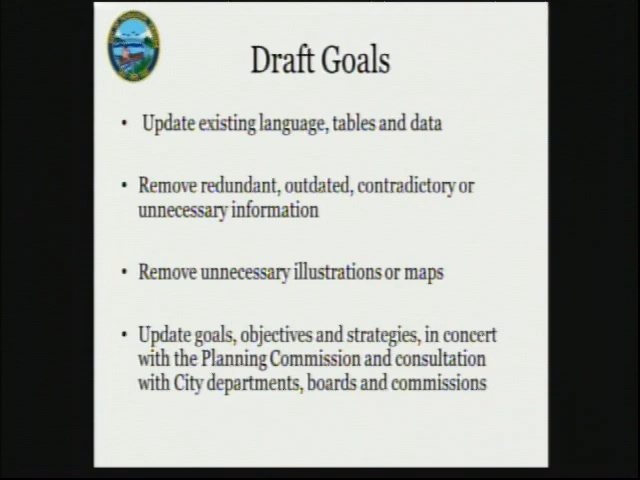 Draft Goals
• Update existing language, tables and data
• Remove redundant, outdated, contradictory or
unnecessary information
• Remove unnecessary illustrations or maps
• Update goals, objectives and strategies, in concert
with the Planning Commission and consultation
with City departments, boards and commissions